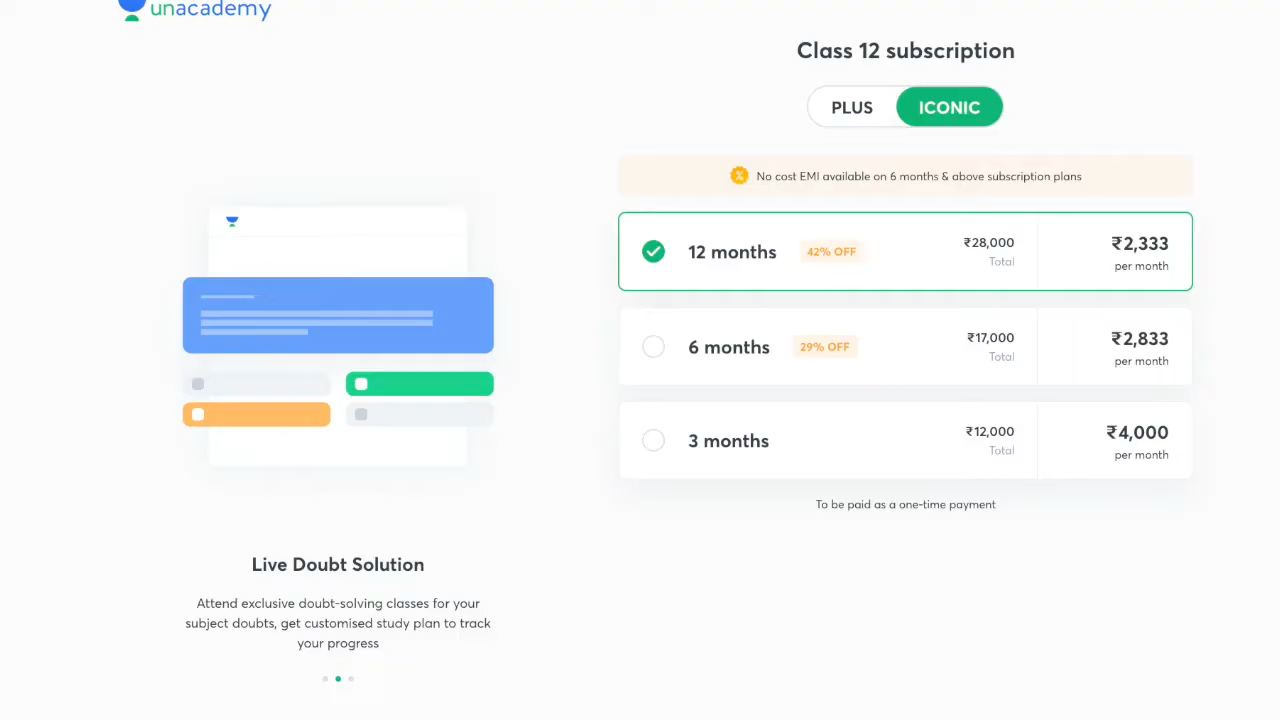 unacademy
Class 12 subscription
PLUS
ICONIC
No cost EMI available on 6 months & above subscription plans
12 months
42% OFF
₹28,000
Total
₹2,333
per month
6 months
29% OFF
₹17,000
Total
₹2,833
per month
3 months
₹12,000
Total
₹4,000
per month
To be paid as a one-time payment
Live Doubt Solution
Attend exclusive doubt-solving classes for your
subject doubts, get customised study plan to track
your progress